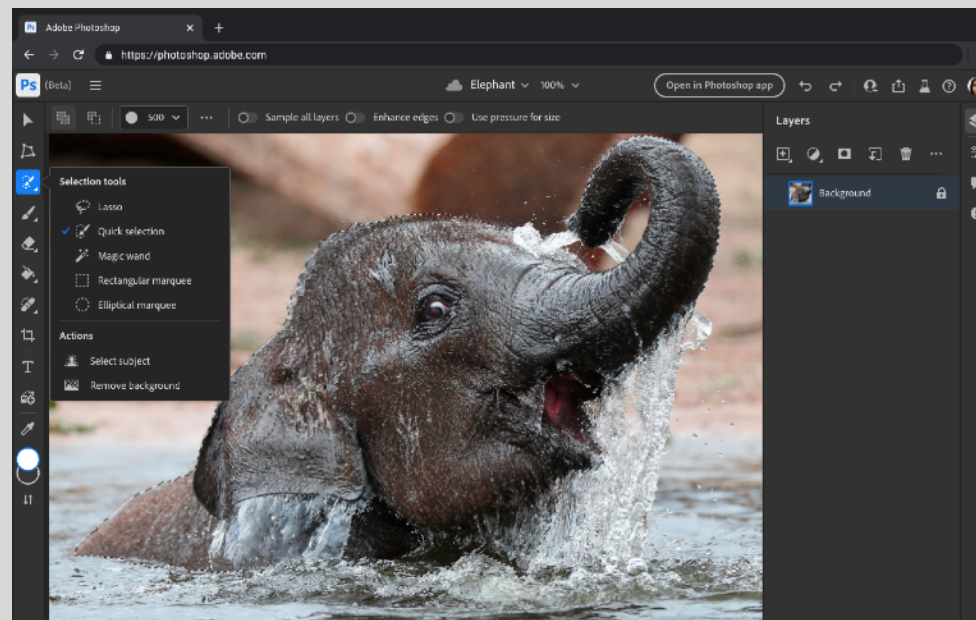 Ps Adobe Photoshop
https://photoshop.adobe.com
Ps (Beta) Elephant 100% Open in Photoshop app
500 Sample all layers Enhance edges Use pressure for size
Layers
Background
Selection tools
Lasso
Quick selection
Magic wand
Rectangular marquee
Elliptical marquee
Actions
Select subject
Remove background
T